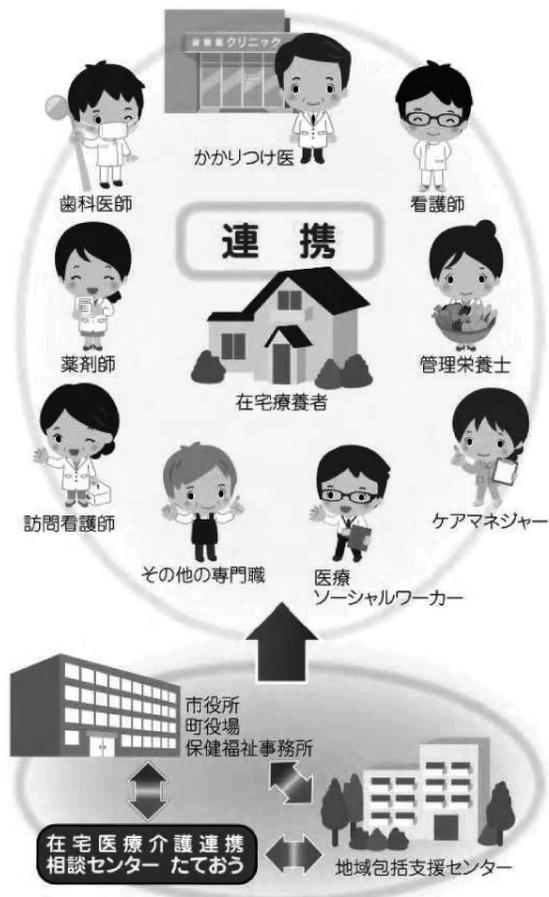 クリニック
かかりつけ医
歯科医師
看護師
連携
薬剤師
管理栄養士
在宅療養者
訪問看護師
ケアマネジャー
その他の専門職
医療
ソーシャルワーカー
市役所
町役場
保健福祉事務所
在宅医療介護連携
相談センター たておう
地域包括支援センター